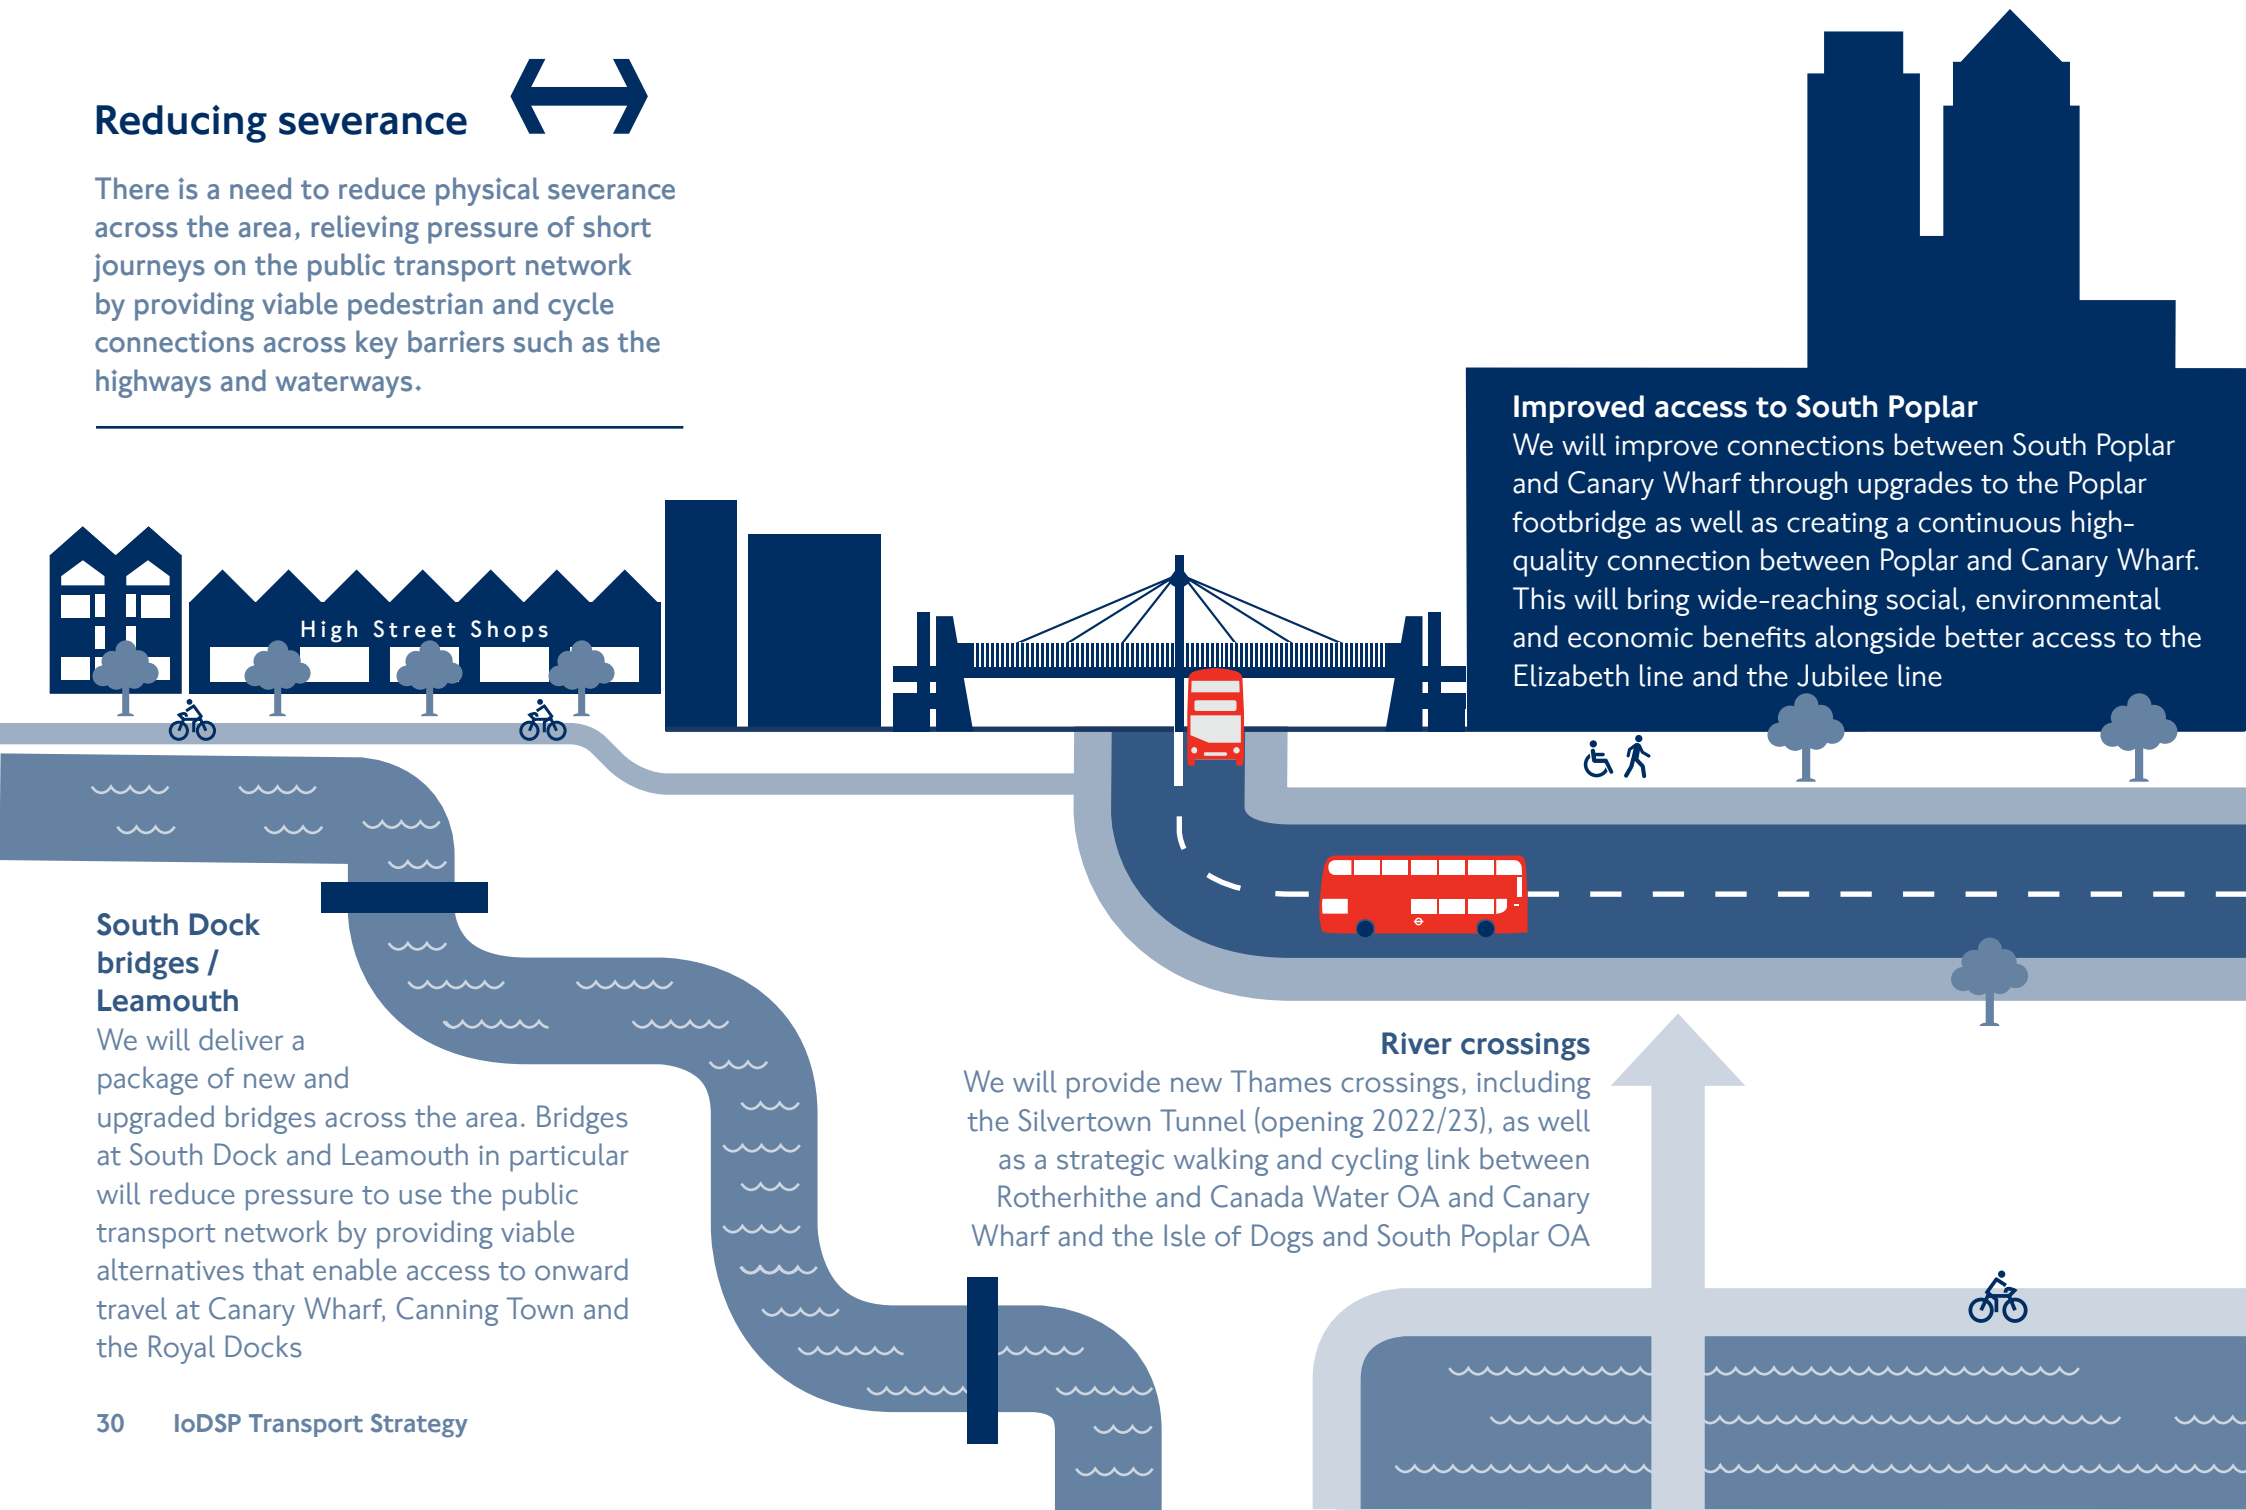 Reducing severance
There is a need to reduce physical severance
across the area, relieving pressure of short
journeys on the public transport network
by providing viable pedestrian and cycle
connections across key barriers such as the
highways and waterways.
Improved access to South Poplar
We will improve connections between South Poplar
and Canary Wharf through upgrades to the Poplar
footbridge as well as creating a continuous high-
quality connection between Poplar and Canary Wharf.
This will bring wide-reaching social, environmental
and economic benefits alongside better access to the
Elizabeth line and the Jubilee line
High Street Shops
South Dock
bridges /
Leamouth
We will deliver a
package of new and
upgraded bridges across the area. Bridges
at South Dock and Leamouth in particular
will reduce pressure to use the public
transport network by providing viable
alternatives that enable access to onward
travel at Canary Wharf, Canning Town and
the Royal Docks
River crossings
We will provide new Thames crossings, including
the Silvertown Tunnel (opening 2022/23), as well
as a strategic walking and cycling link between
Rotherhithe and Canada Water OA and Canary
Wharf and the Isle of Dogs and South Poplar OA
30 IoDSP Transport Strategy